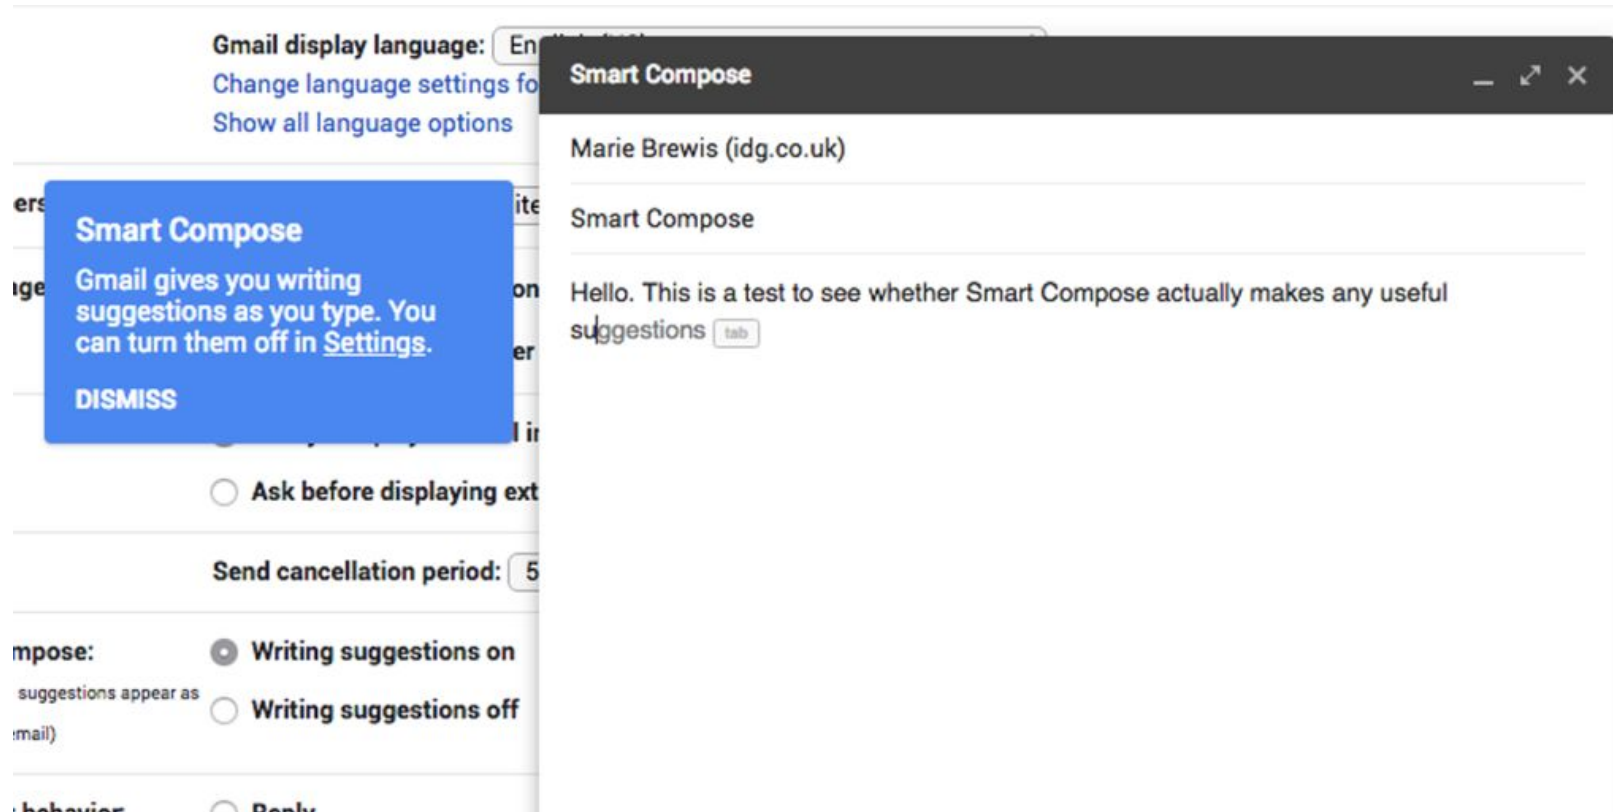 Gmail display language: En
Change language settings fo
Show all language options
Smart Compose
Marie Brewis (idg.co.uk)
Smart Compose
Hello. This is a test to see whether Smart Compose actually makes any useful
suggestions tab
ers
ite
Smart Compose
Gmail gives you writing
suggestions as you type. You
can turn them off in Settings.
DISMISS
age
on
er
l in
Ask before displaying ext
Send cancellation period: 5
mpose:
suggestions appear as
email)
Writing suggestions on
Writing suggestions off
behavior:
Reply